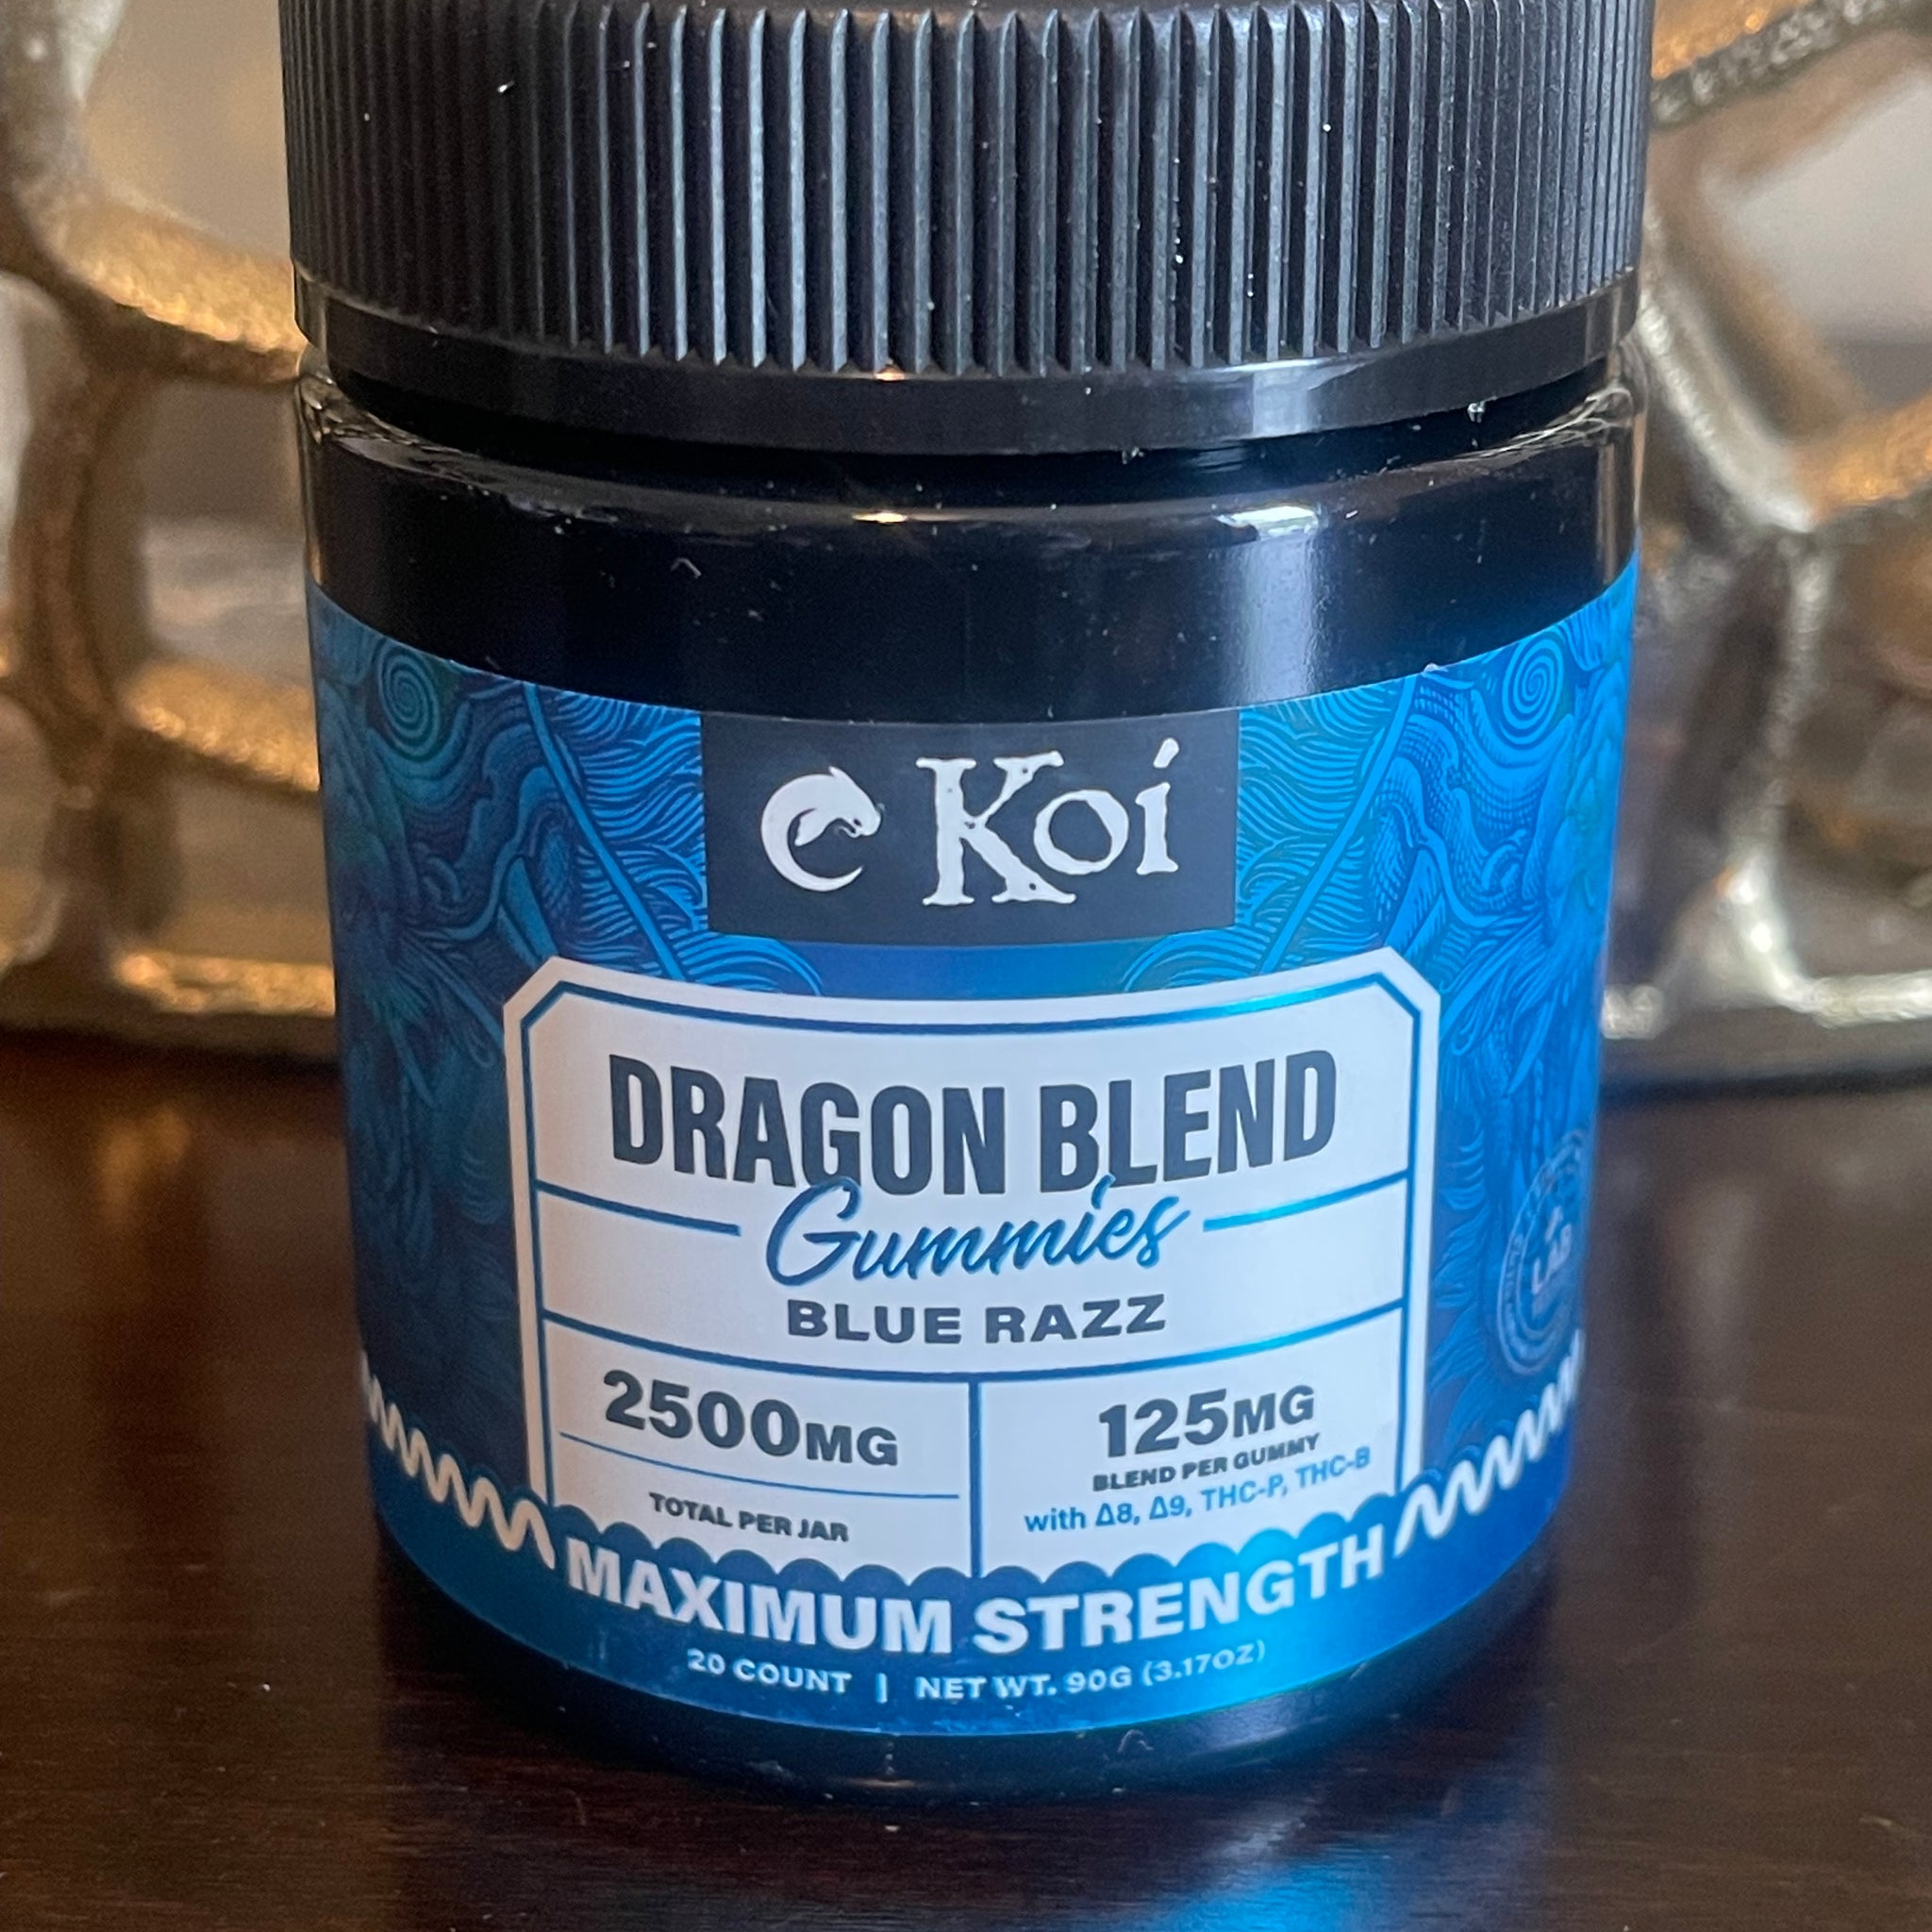 Koi
DRAGON BLEND
Gummies
BLUE RAZZ
2500MG
TOTAL PER JAR
125MG
BLEND PER GUMMY
with Δ8, Δ9, THC-P, THC-B
MAXIMUM STRENGTH
20 COUNT | NET WT. 90G (3.17OZ)
LAB